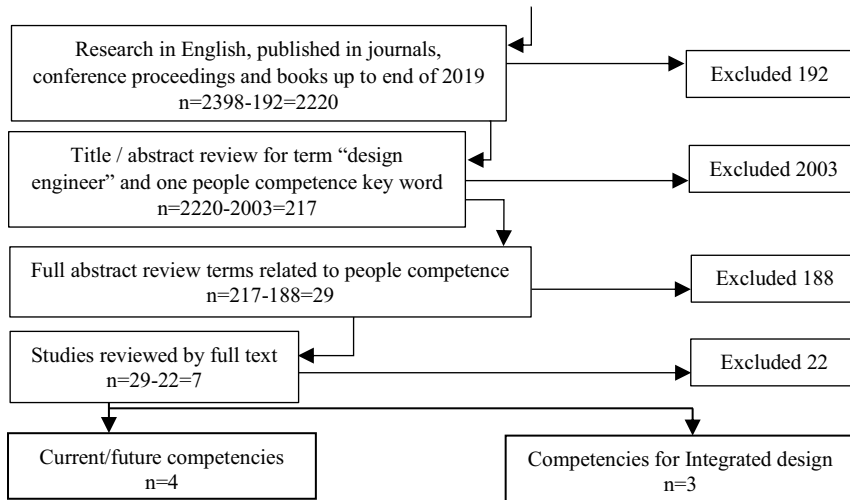 Research in English, published in journals,
conference proceedings and books up to end of 2019
n=2398-192=2220
Excluded 192
Title / abstract review for term “design
engineer” and one people competence key word
n=2220-2003=217
Excluded 2003
Full abstract review terms related to people competence
n=217-188=29
Excluded 188
Studies reviewed by full text
n=29-22=7
Excluded 22
Current/future competencies
n=4
Competencies for Integrated design
n=3